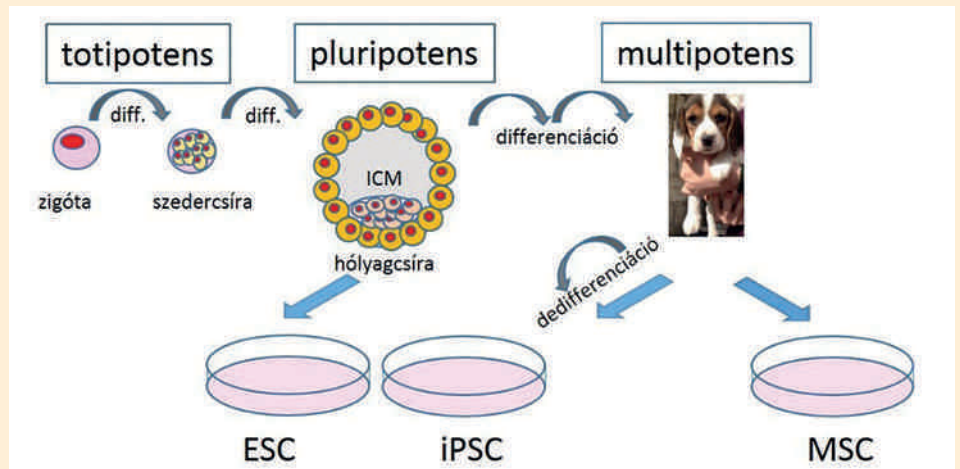 totipotens
pluripotens
multipotens
diff.
diff.
differenciáció
zigóta
szedercsíra
ICM
hólyagcsíra
dedifferenciáció
ESC
iPSC
MSC